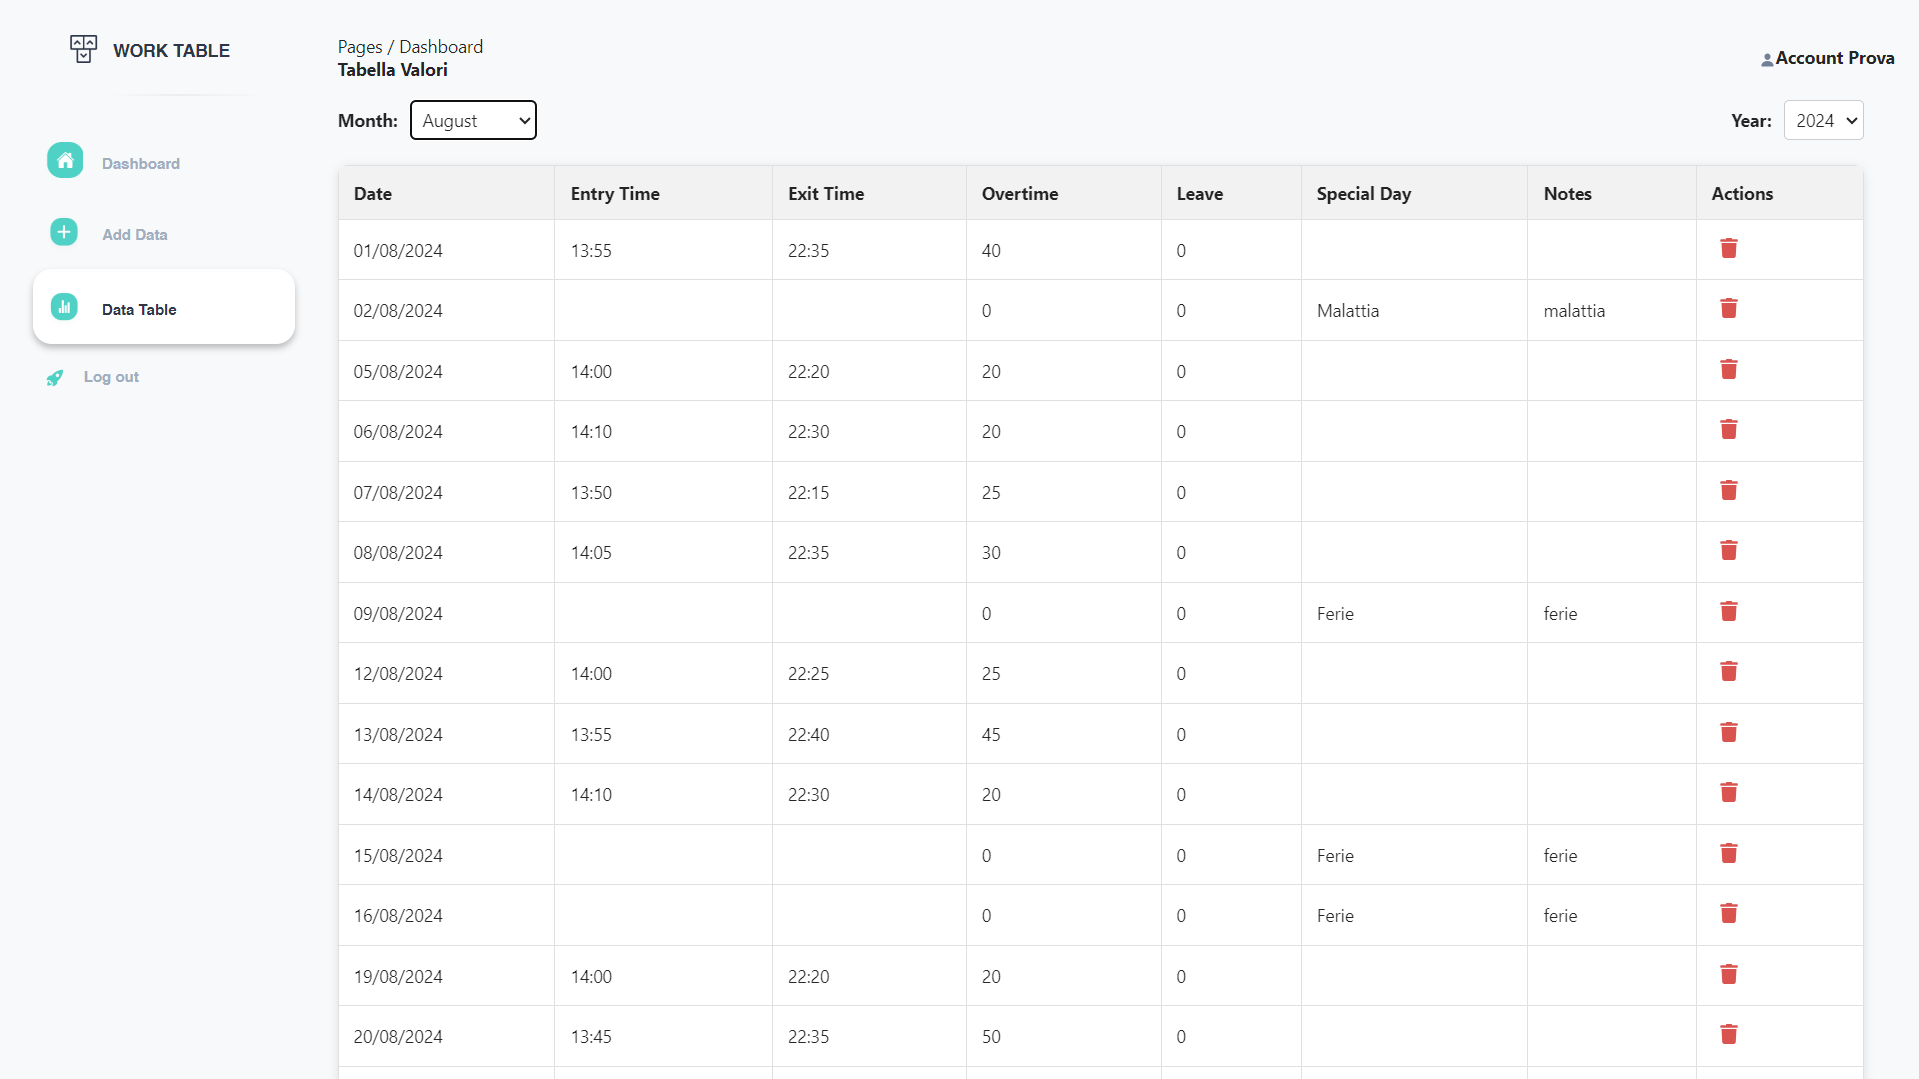 WORK TABLE
Pages / Dashboard
Tabella Valori
Account Prova
Month: August
Year: 2024
Dashboard
Add Data
Data Table
Log out
Date Entry Time Exit Time Overtime Leave Special Day Notes Actions
01/08/2024 13:55 22:35 40 0
02/08/2024 0 0 Malattia malattia
05/08/2024 14:00 22:20 20 0
06/08/2024 14:10 22:30 20 0
07/08/2024 13:50 22:15 25 0
08/08/2024 14:05 22:35 30 0
09/08/2024 0 0 Ferie ferie
12/08/2024 14:00 22:25 25 0
13/08/2024 13:55 22:40 45 0
14/08/2024 14:10 22:30 20 0
15/08/2024 0 0 Ferie ferie
16/08/2024 0 0 Ferie ferie
19/08/2024 14:00 22:20 20 0
20/08/2024 13:45 22:35 50 0